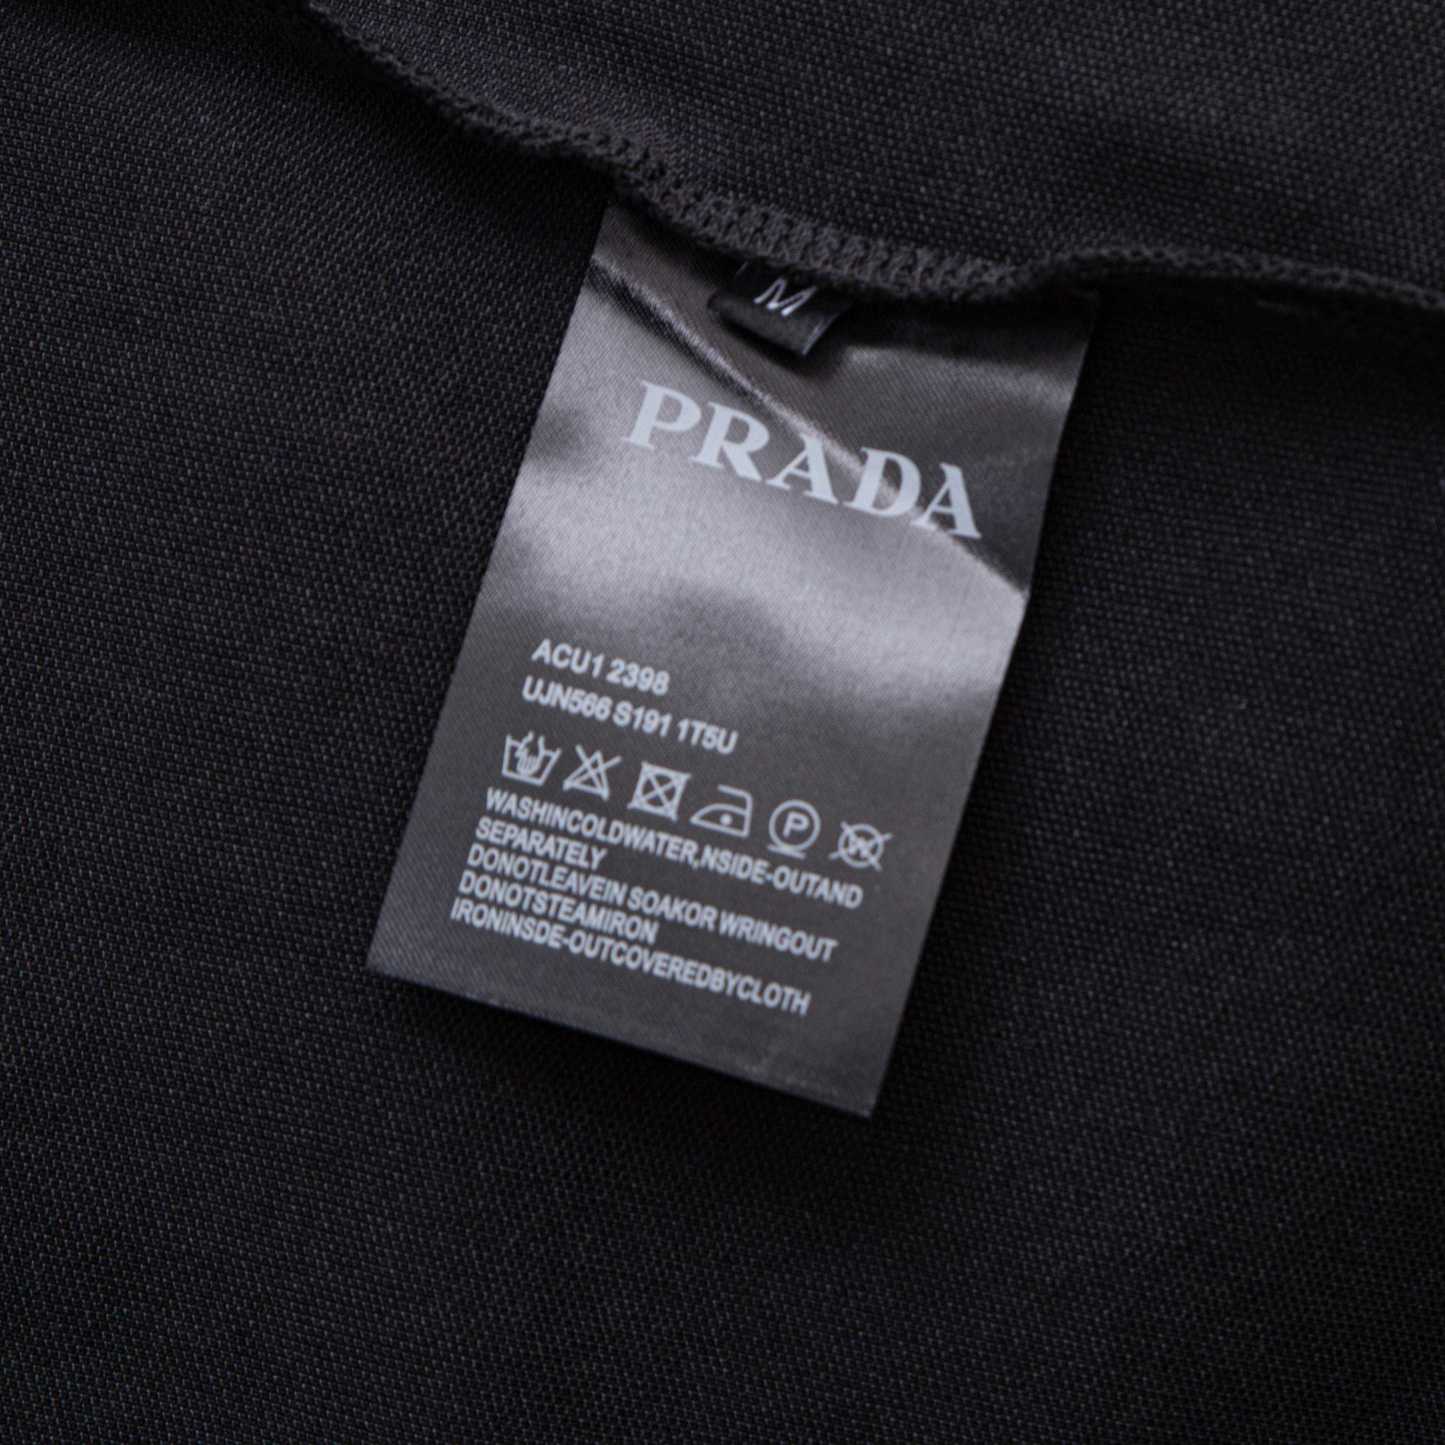 M
PRADA
ACU1 2398
UJN566 S191 1T5U
P
W
WASHINCOLDWATER,NSIDE-OUTAND
SEPARATELY
DONOTLEAVEIN SOAKOR WRINGOUT
DONOTSTEAMIRON
IRONINSDE-OUTCOVEREDBYCLOTH